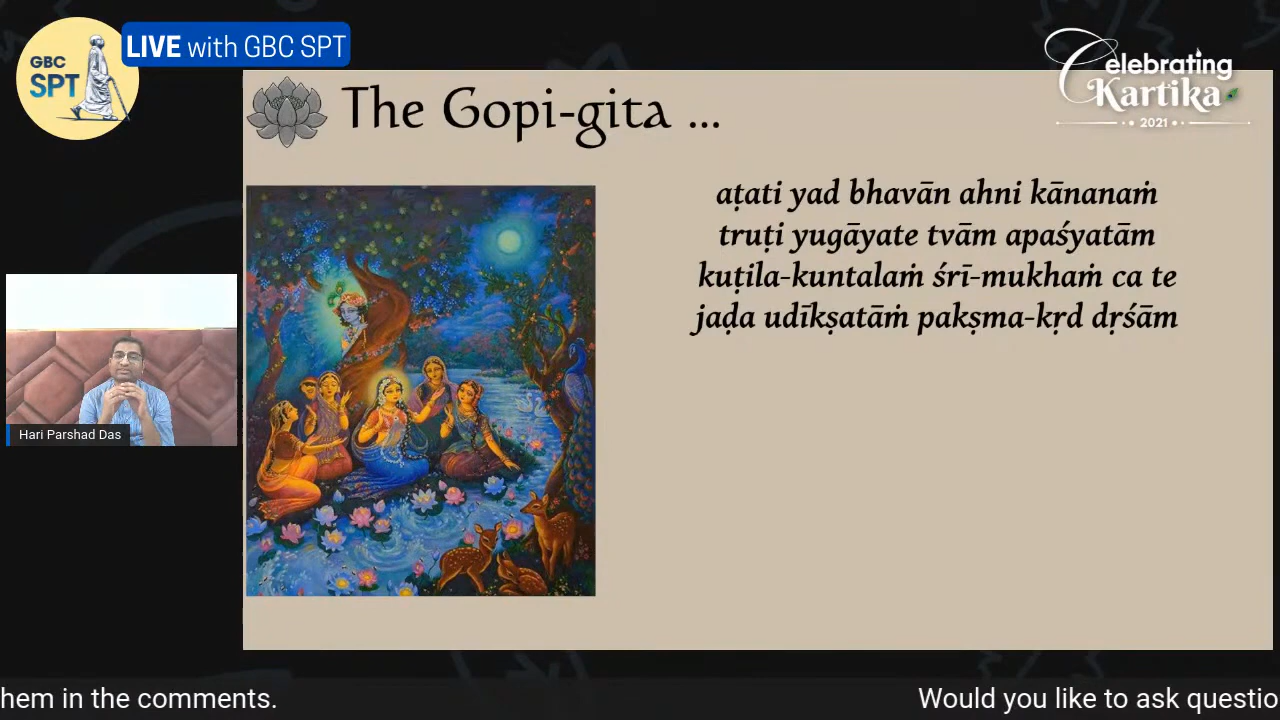 GBC
SPT
LIVE with GBC SPT
Celebrating
Kartika
2021
The Gopi-gita ...
aṭati yad bhavān ahni kānanaṁ
truṭi yugāyate tvām apaśyatām
kuṭila-kuntalaṁ śrī-mukhaṁ ca te
jaḍa udīkṣatāṁ pakṣma-kṛd dṛśām
Hari Parshad Das
hem in the comments.
Would you like to ask questio